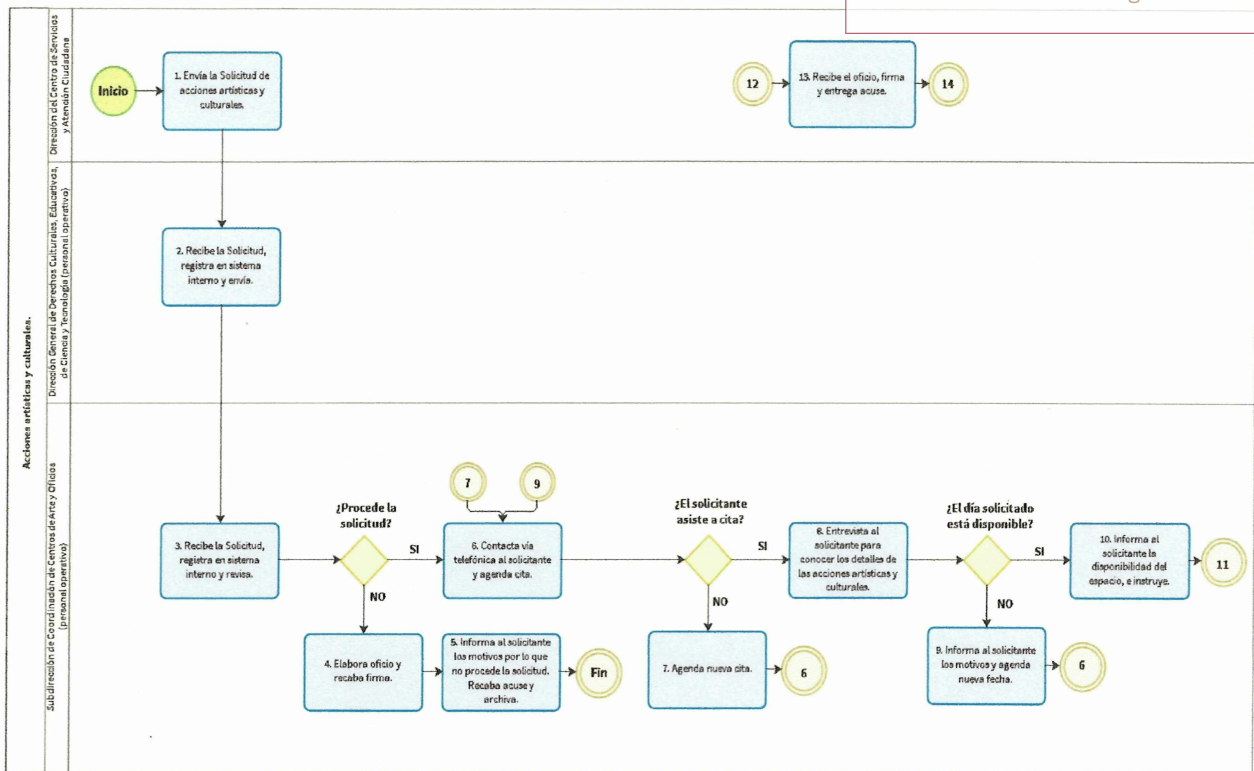 Acciones artísticas y culturales.
Dirección del Centro de Servicios
y Atención Ciudadana
Inicio
1. Envía la Solicitud de
acciones artísticas y
culturales.
12
13. Recibe el oficio, firma
y entrega acuse.
14
Dirección General de Derechos Culturales, Educativos,
de Ciencia y Tecnología (personal operativo)
2. Recibe la Solicitud,
registra en sistema
interno y envía.
Subdirección de Coordinación de Centros de Arte y Oficios
(personal operativo)
3. Recibe la Solicitud,
registra en sistema
interno y revisa.
¿Procede la
solicitud?
SI
NO
4. Elabora oficio y
recaba firma.
5. Informa al solicitante
los motivos por lo que
no procede la solicitud.
Recaba acuse y
archiva.
Fin
7
9
6. Contacta vía
telefónica al solicitante
y agenda cita.
¿El solicitante
asiste a cita?
SI
NO
7. Agenda nueva cita.
6
8. Entrevista al
solicitante para
conocer los detalles de
las acciones artísticas y
culturales.
¿El día solicitado
está disponible?
SI
NO
9. Informa al solicitante
los motivos y agenda
nueva fecha.
6
10. Informa al
solicitante la
disponibilidad del
espacio, e instruye.
11